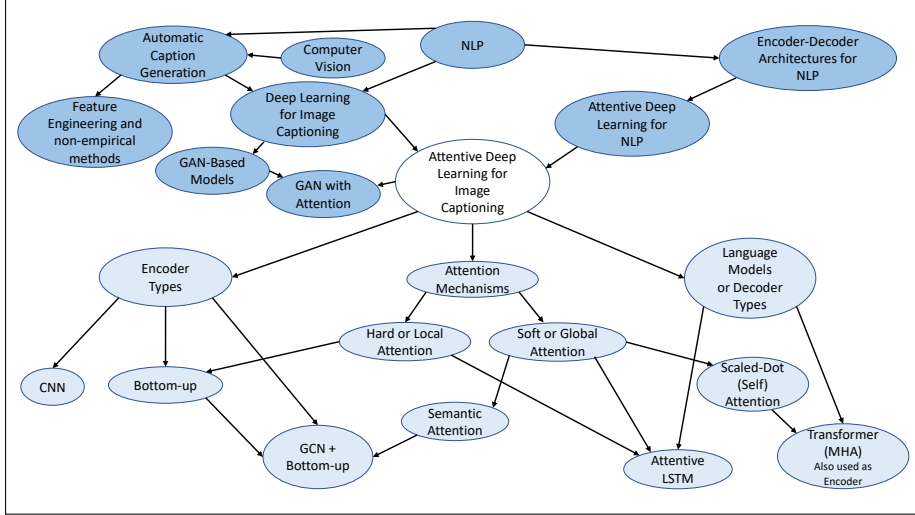 Automatic
Caption
Generation
Computer
Vision
NLP
Encoder-Decoder
Architectures for
NLP
Feature
Engineering and
non-empirical
methods
Deep Learning
for Image
Captioning
Attentive Deep
Learning for
NLP
GAN-Based
Models
GAN with
Attention
Attentive Deep
Learning for
Image
Captioning
Encoder
Types
Attention
Mechanisms
Language
Models
or Decoder
Types
Hard or Local
Attention
Soft or Global
Attention
CNN
Bottom-up
Scaled-Dot
(Self)
Attention
Semantic
Attention
GCN +
Bottom-up
Attentive
LSTM
Transformer
(MHA)
Also used as
Encoder